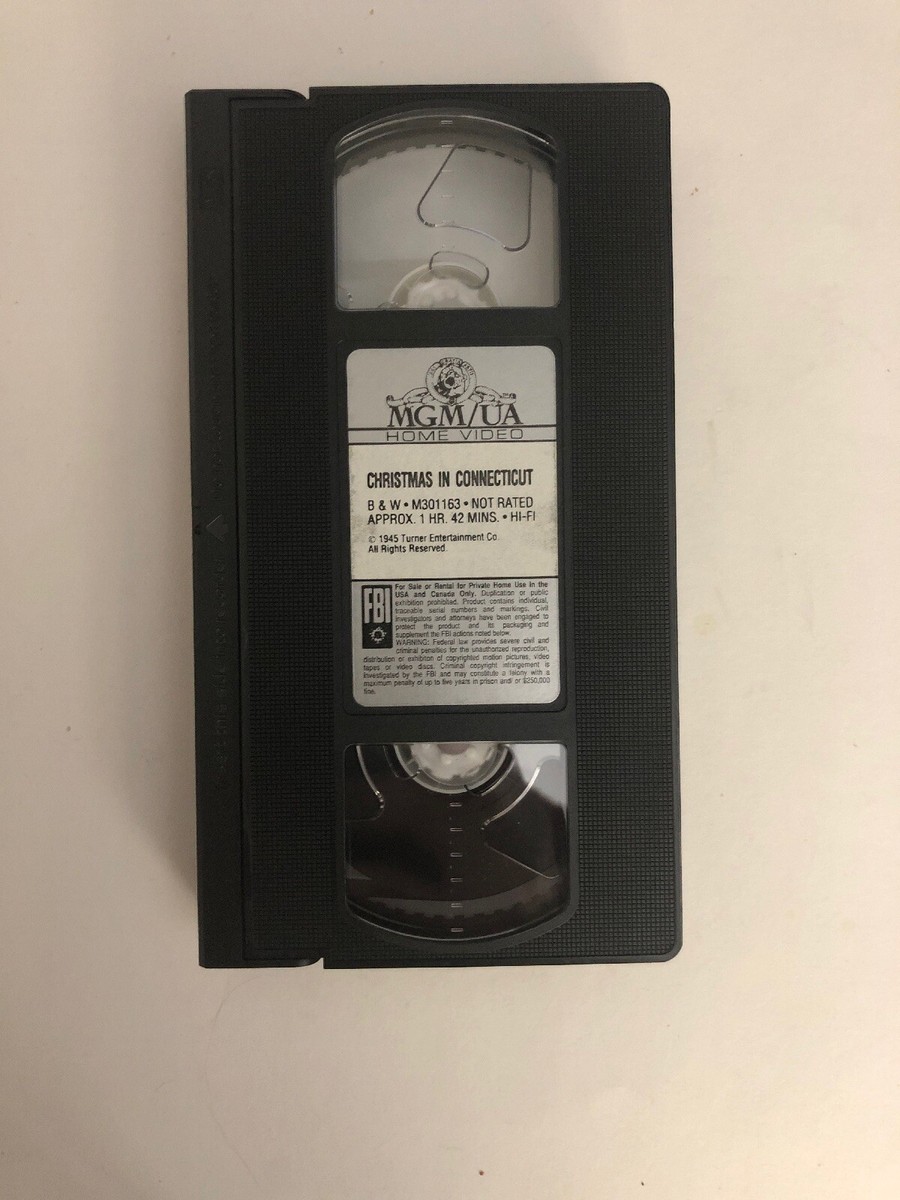 MGM/UA
HOME VIDEO
CHRISTMAS IN CONNECTICUT
B & W • M301163 • NOT RATED
APPROX. 1 HR. 42 MINS. • HI-FI
© 1945 Turner Entertainment Co.
All Rights Reserved.
FBI
For Sale or Rental for Private Home Use in the
USA and Canada Only. Duplication or public
exhibition prohibited. Product contains individual,
traceable serial numbers and markings. Civil
investigators and attorneys have been engaged to
protect the product and its packaging and
supplement the FBI actions noted below.
WARNING: Federal law provides severe civil and
criminal penalties for the unauthorized reproduction,
distribution or exhibition of copyrighted motion pictures, video
tapes or video discs. Criminal copyright infringement is
investigated by the FBI and may constitute a felony with a
maximum penalty of up to five years in prison and/ or $250,000
fine.